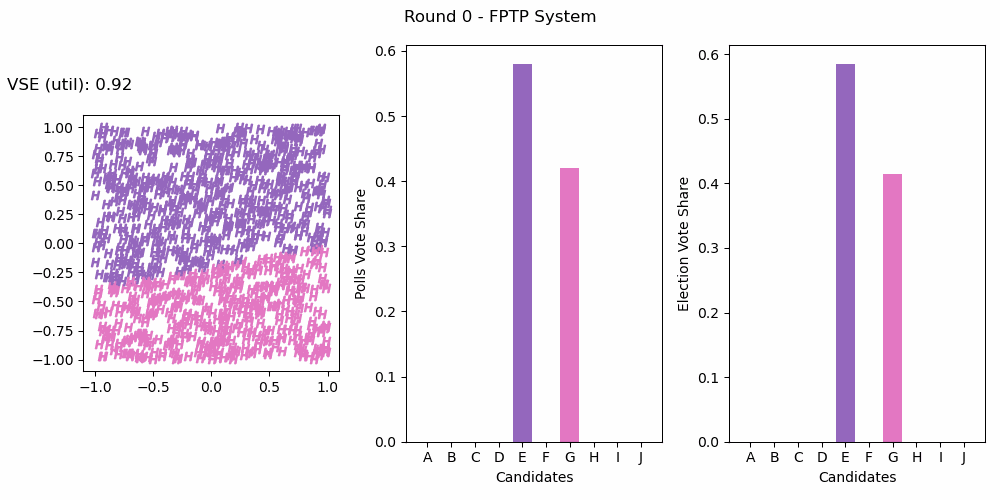 Round 0 - FPTP System
VSE (util): 0.92
1.00
0.75
0.50
0.25
0.00
−0.25
−0.50
−0.75
−1.00
−1.0 −0.5 0.0 0.5 1.0
Polls Vote Share
0.6
0.5
0.4
0.3
0.2
0.1
0.0
A B C D E F G H I J
Candidates
Election Vote Share
0.6
0.5
0.4
0.3
0.2
0.1
0.0
A B C D E F G H I J
Candidates